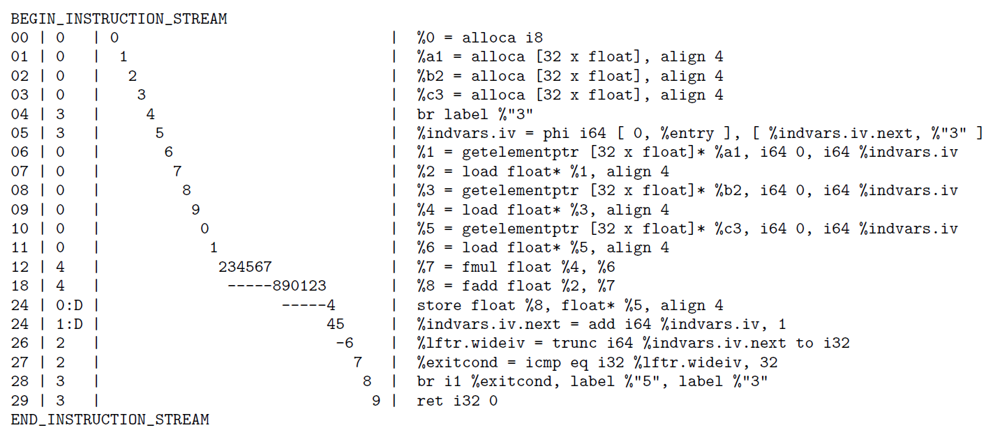 BEGIN_INSTRUCTION_STREAM
00 | 0   | 0                               |  %0 = alloca i8
01 | 0   |  1                              |  %a1 = alloca [32 x float], align 4
02 | 0   |   2                             |  %b2 = alloca [32 x float], align 4
03 | 0   |    3                            |  %c3 = alloca [32 x float], align 4
04 | 3   |     4                           |  br label %"3"
05 | 3   |      5                          |  %indvars.iv = phi i64 [ 0, %entry ], [ %indvars.iv.next, %"3" ]
06 | 0   |       6                         |  %1 = getelementptr [32 x float]* %a1, i64 0, i64 %indvars.iv
07 | 0   |        7                        |  %2 = load float* %1, align 4
08 | 0   |         8                       |  %3 = getelementptr [32 x float]* %b2, i64 0, i64 %indvars.iv
09 | 0   |          9                      |  %4 = load float* %3, align 4
10 | 0   |           0                     |  %5 = getelementptr [32 x float]* %c3, i64 0, i64 %indvars.iv
11 | 0   |            1                    |  %6 = load float* %5, align 4
12 | 4   |             234567              |  %7 = fmul float %4, %6
18 | 4   |              -----890123        |  %8 = fadd float %2, %7
24 | 0:D |                    -----4       |  store float %8, float* %5, align 4
24 | 1:D |                         45      |  %indvars.iv.next = add i64 %indvars.iv, 1
26 | 2   |                          -6     |  %lftr.wideiv = trunc i64 %indvars.iv.next to i32
27 | 2   |                            7    |  %exitcond = icmp eq i32 %lftr.wideiv, 32
28 | 3   |                             8   |  br i1 %exitcond, label %"5", label %"3"
29 | 3   |                              9  |  ret i32 0
END_INSTRUCTION_STREAM